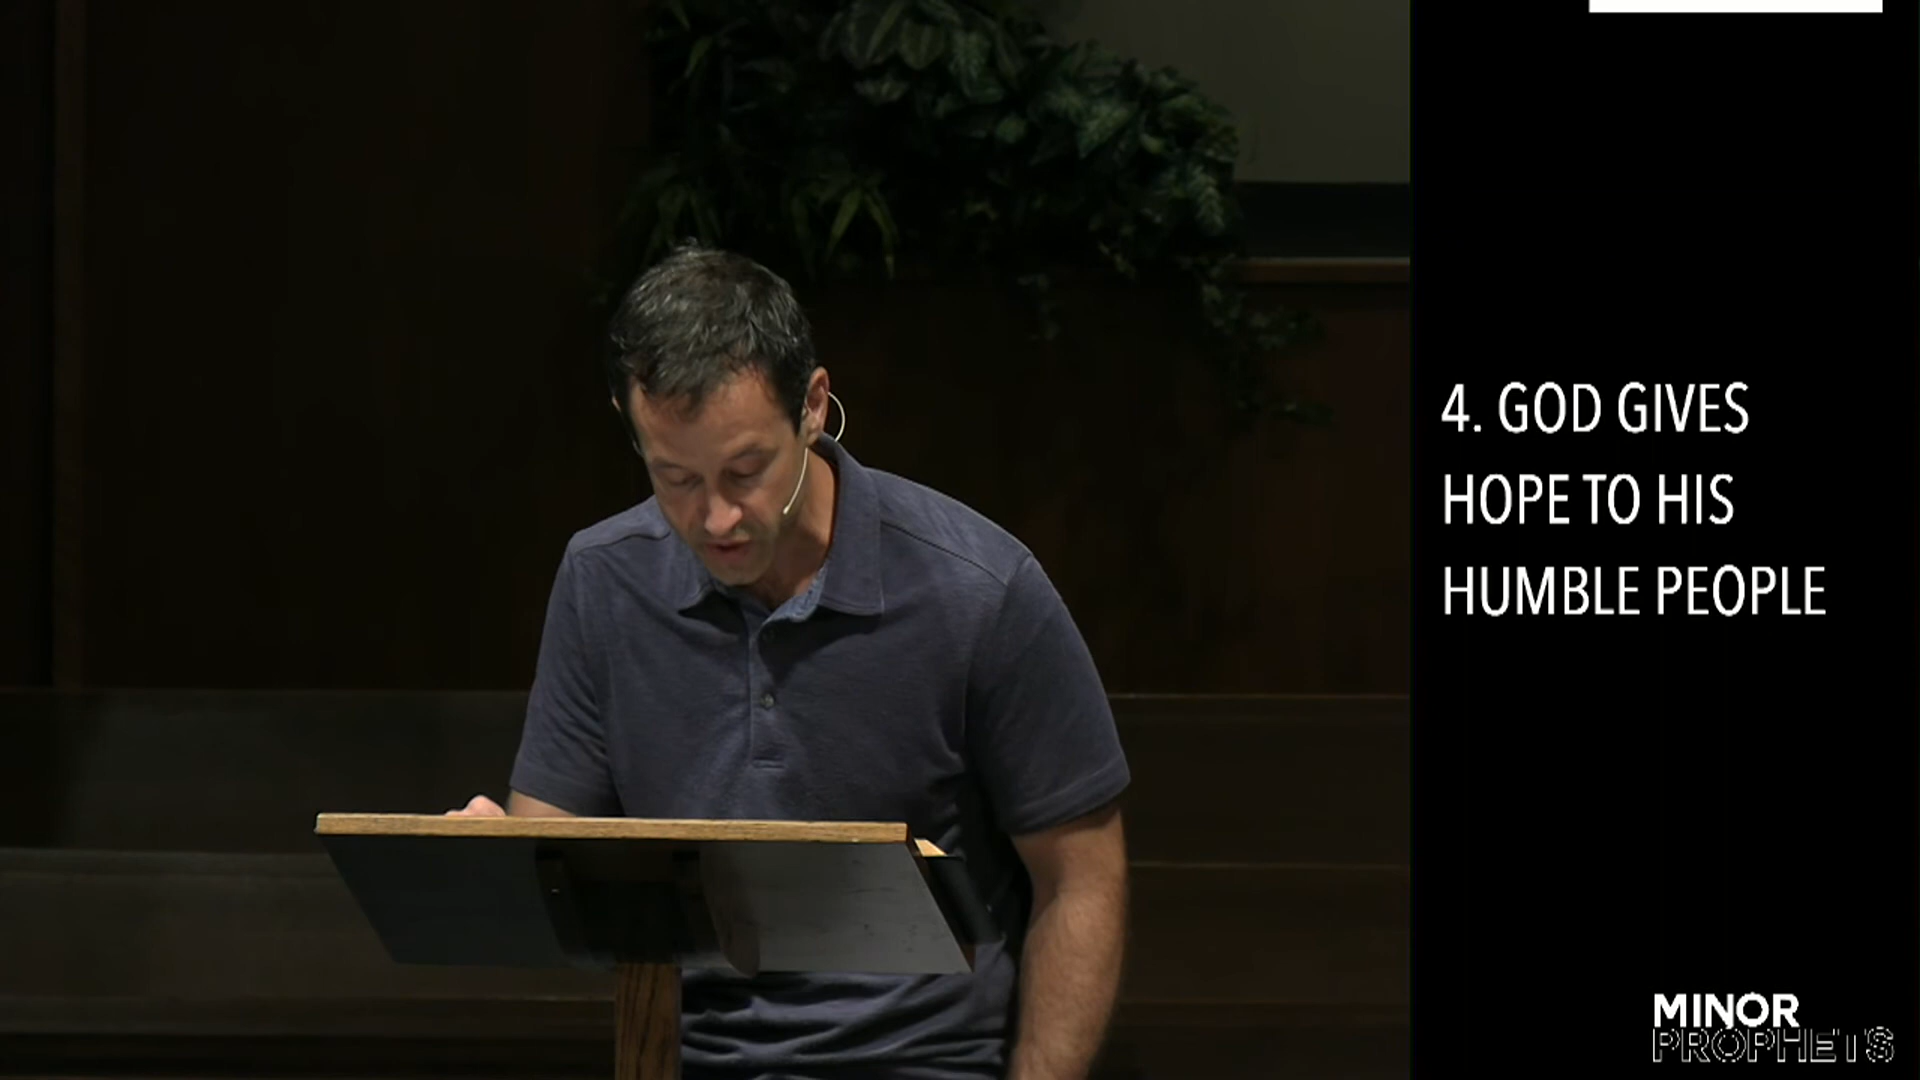 4. GOD GIVES
HOPE TO HIS
HUMBLE PEOPLE
MINOR
PROPHETS